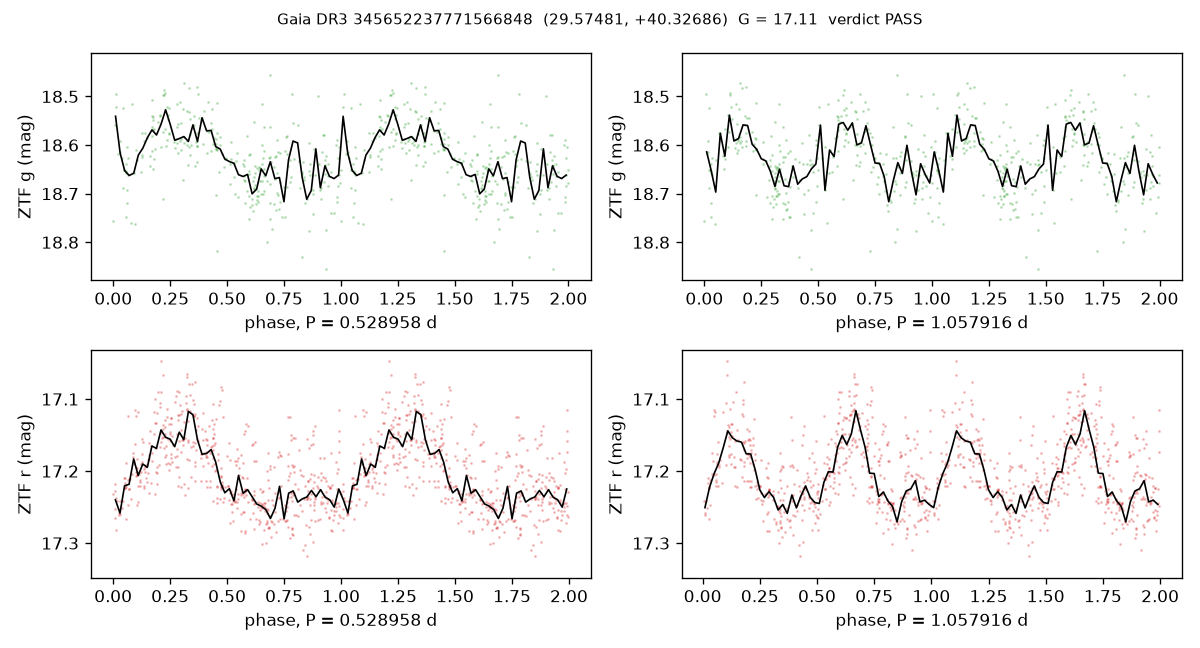 Gaia DR3 345652237771566848 (29.57481, +40.32686) G = 17.11 verdict PASS
ZTF g (mag)
18.5
18.6
18.7
18.8
0.00 0.25 0.50 0.75 1.00 1.25 1.50 1.75 2.00
phase, P = 0.528958 d
ZTF g (mag)
18.5
18.6
18.7
18.8
0.00 0.25 0.50 0.75 1.00 1.25 1.50 1.75 2.00
phase, P = 1.057916 d
ZTF r (mag)
17.1
17.2
17.3
0.00 0.25 0.50 0.75 1.00 1.25 1.50 1.75 2.00
phase, P = 0.528958 d
ZTF r (mag)
17.1
17.2
17.3
0.00 0.25 0.50 0.75 1.00 1.25 1.50 1.75 2.00
phase, P = 1.057916 d